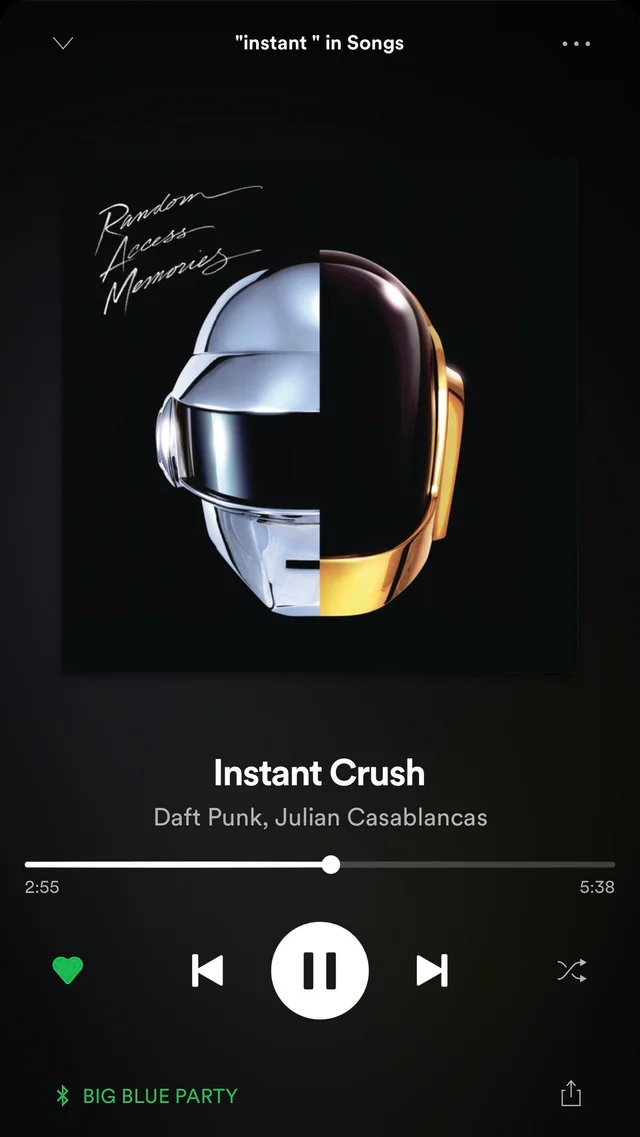 "instant " in Songs
Random
Access
Memories
Instant Crush
Daft Punk, Julian Casablancas
2:55
5:38
BIG BLUE PARTY